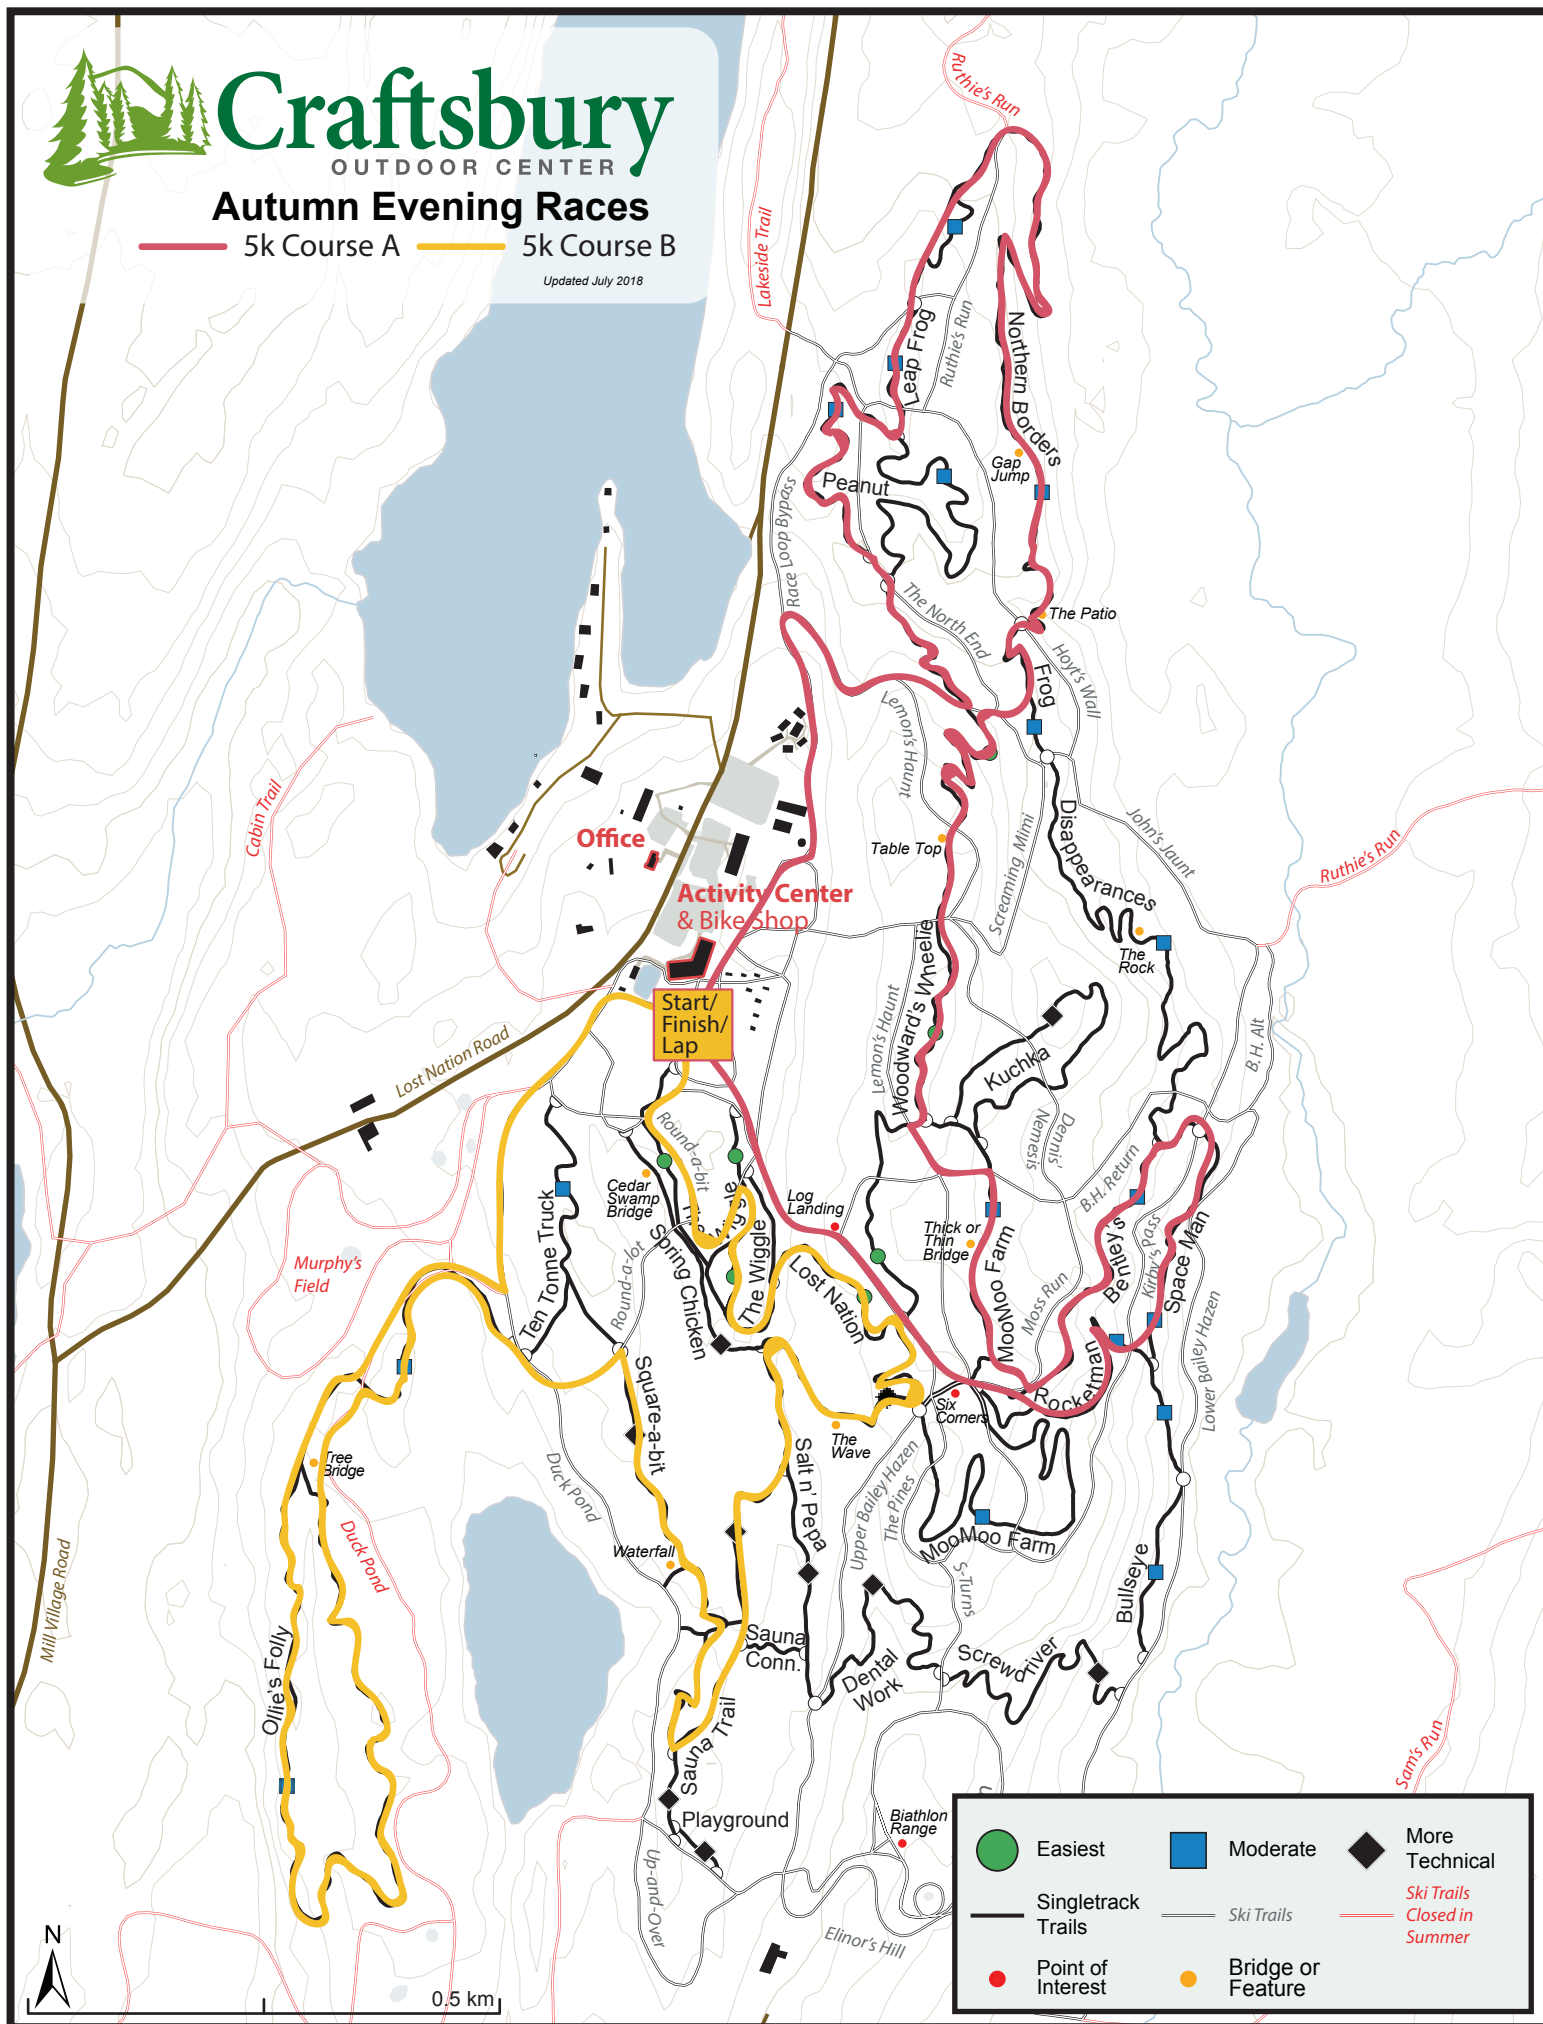 Craftsbury
OUTDOOR CENTER
Autumn Evening Races
5k Course A
5k Course B
Updated July 2018
Ruthie's Run
Lakeside Trail
Leap Frog
Ruthie's Run
Northern Borders
Gap
Jump
Peanut
Race Loop Bypass
The North End
The Patio
Hoyt's Wall
Frog
Lemon's Haunt
Cabin Trail
Office
Table Top
Screaming Mimi
Disappearances
John's Jaunt
Ruthie's Run
Activity Center
& Bike Shop
The
Rock
Woodward's Wheelie
Lemon's Haunt
Start/
Finish/
Lap
Lost Nation Road
Kuchka
B.H. Alt
Dennis'
Nemesis
Round-a-bit
B.H. Return
Cedar
Swamp
Bridge
The Wiggle
Log
Landing
Thick or
Thin
Bridge
Ten Tonne Truck
Round-a-lot
Spring Chicken
The Wiggle
Lost Nation
MooMoo Farm
Moss Run
Bentley's
Kirby's Pass
Space Man
Lower Bailey Hazen
Murphy's
Field
Rocketman
Square-a-bit
Six
Corners
The
Wave
Tree
Bridge
Duck Pond
Duck Pond
Salt n' Pepa
Upper Bailey Hazen
The Pines
MooMoo Farm
Waterfall
S-Turns
Bullseye
Mill Village Road
Ollie's Folly
Sauna
Conn.
Dental
Work
Screwdriver
Sauna Trail
Sam's Run
Playground
Biathlon
Range
Up-and-Over
Elinor's Hill
N
0.5 km
Easiest
Moderate
More
Technical
Singletrack
Trails
Ski Trails
Ski Trails
Closed in
Summer
Point of
Interest
Bridge or
Feature